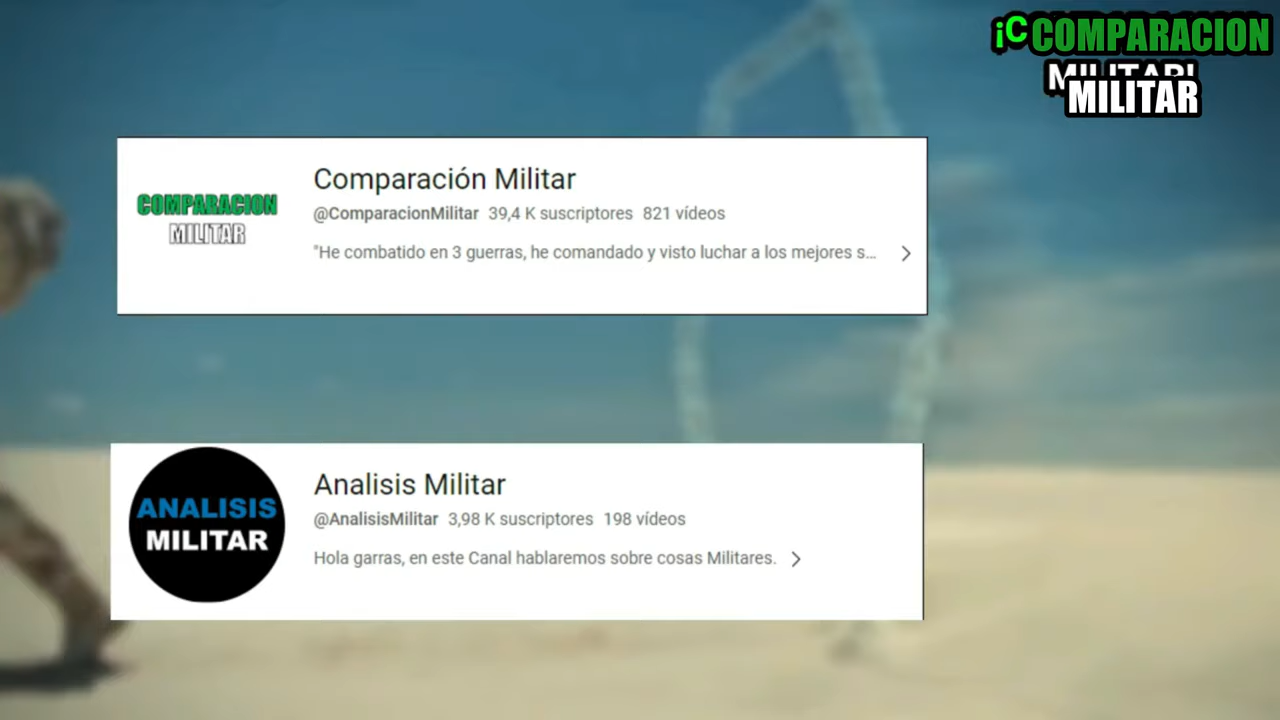 ¡C COMPARACION
MILITAR!
MILITAR
Comparación Militar
COMPARACION
MILITAR
@ComparacionMilitar 39,4 K suscriptores 821 vídeos
"He combatido en 3 guerras, he comandado y visto luchar a los mejores s...
Analisis Militar
ANALISIS
MILITAR
@AnalisisMilitar 3,98 K suscriptores 198 vídeos
Hola garras, en este Canal hablaremos sobre cosas Militares.